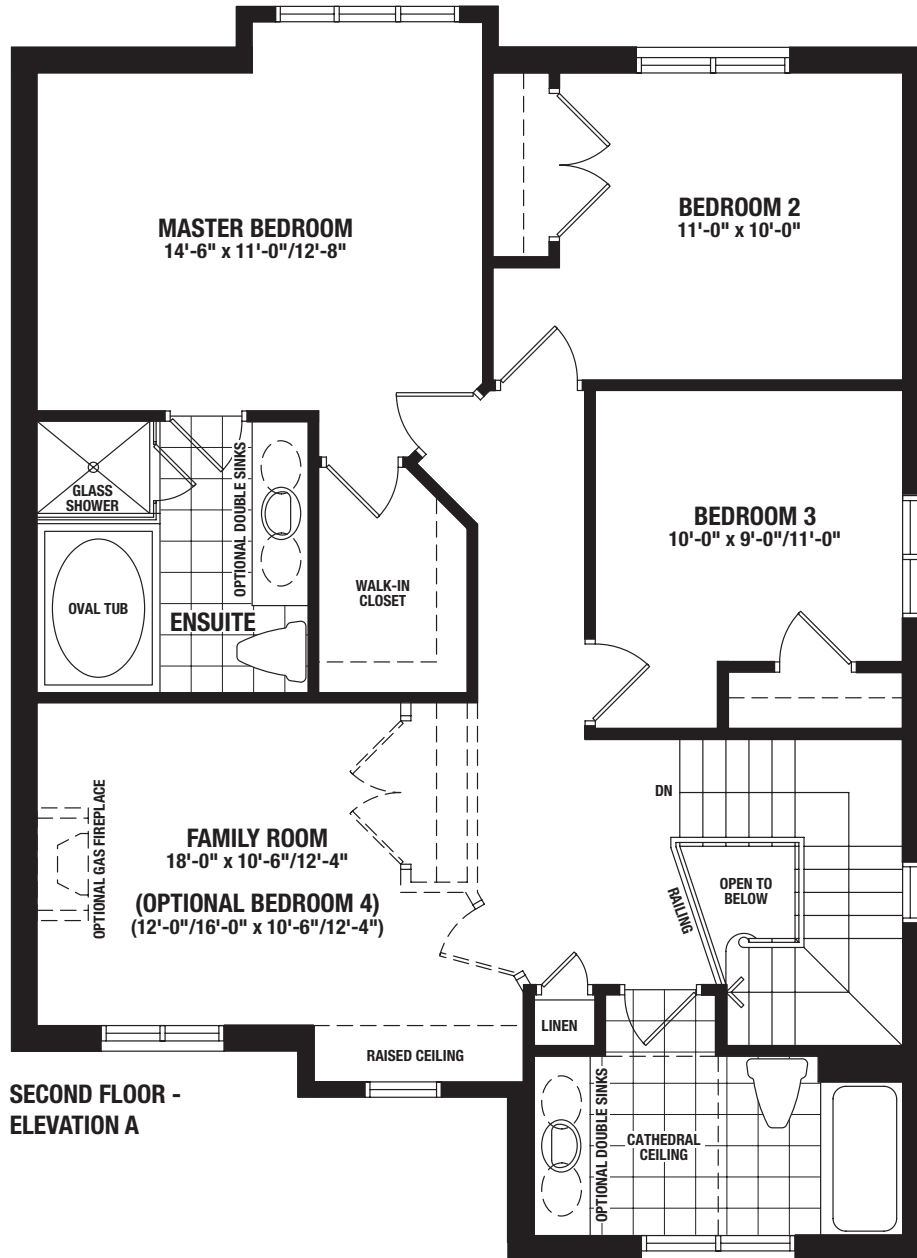 MASTER BEDROOM
14'-6" x 11'-0"/12'-8"
BEDROOM 2
11'-0" x 10'-0"
GLASS
SHOWER
OPTIONAL DOUBLE SINKS
OVAL TUB
ENSUITE
WALK-IN
CLOSET
BEDROOM 3
10'-0" x 9'-0"/11'-0"
OPTIONAL GAS FIREPLACE
FAMILY ROOM
18'-0" x 10'-6"/12'-4"
(OPTIONAL BEDROOM 4)
(12'-0"/16'-0" x 10'-6"/12'-4")
DN
RAILING
OPEN TO
BELOW
LINEN
RAISED CEILING
OPTIONAL DOUBLE SINKS
CATHEDRAL
CEILING
SECOND FLOOR -
ELEVATION A